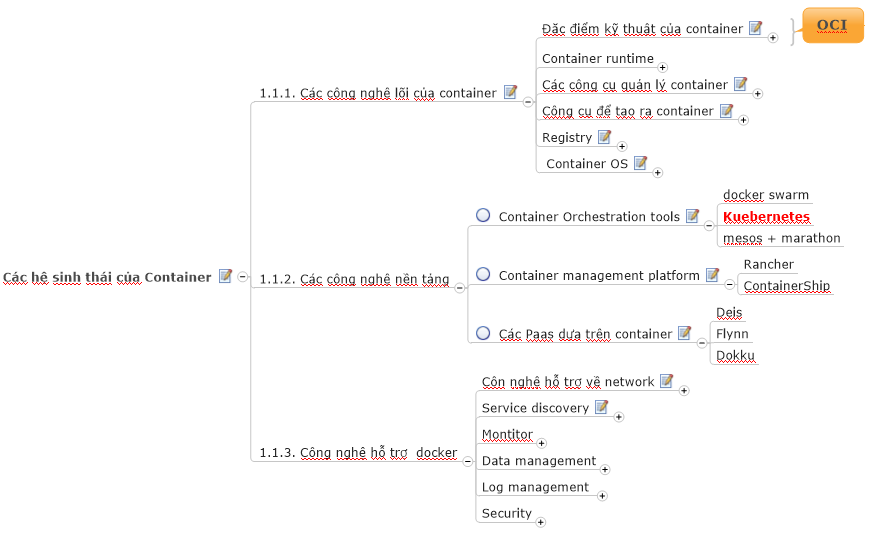 Các hệ sinh thái của Container
1.1.1. Các công nghệ lõi của container
Đặc điểm kỹ thuật của container
OCI
Container runtime
Các công cụ quản lý container
Công cụ để tạo ra container
Registry
Container OS
1.1.2. Các công nghệ nền tảng
Container Orchestration tools
docker swarm
Kuebernetes
mesos + marathon
Container management platform
Rancher
ContainerShip
Các Paas dựa trên container
Deis
Flynn
Dokku
1.1.3. Công nghệ hỗ trợ docker
Côn nghệ hỗ trợ về network
Service discovery
Montitor
Data management
Log management
Security